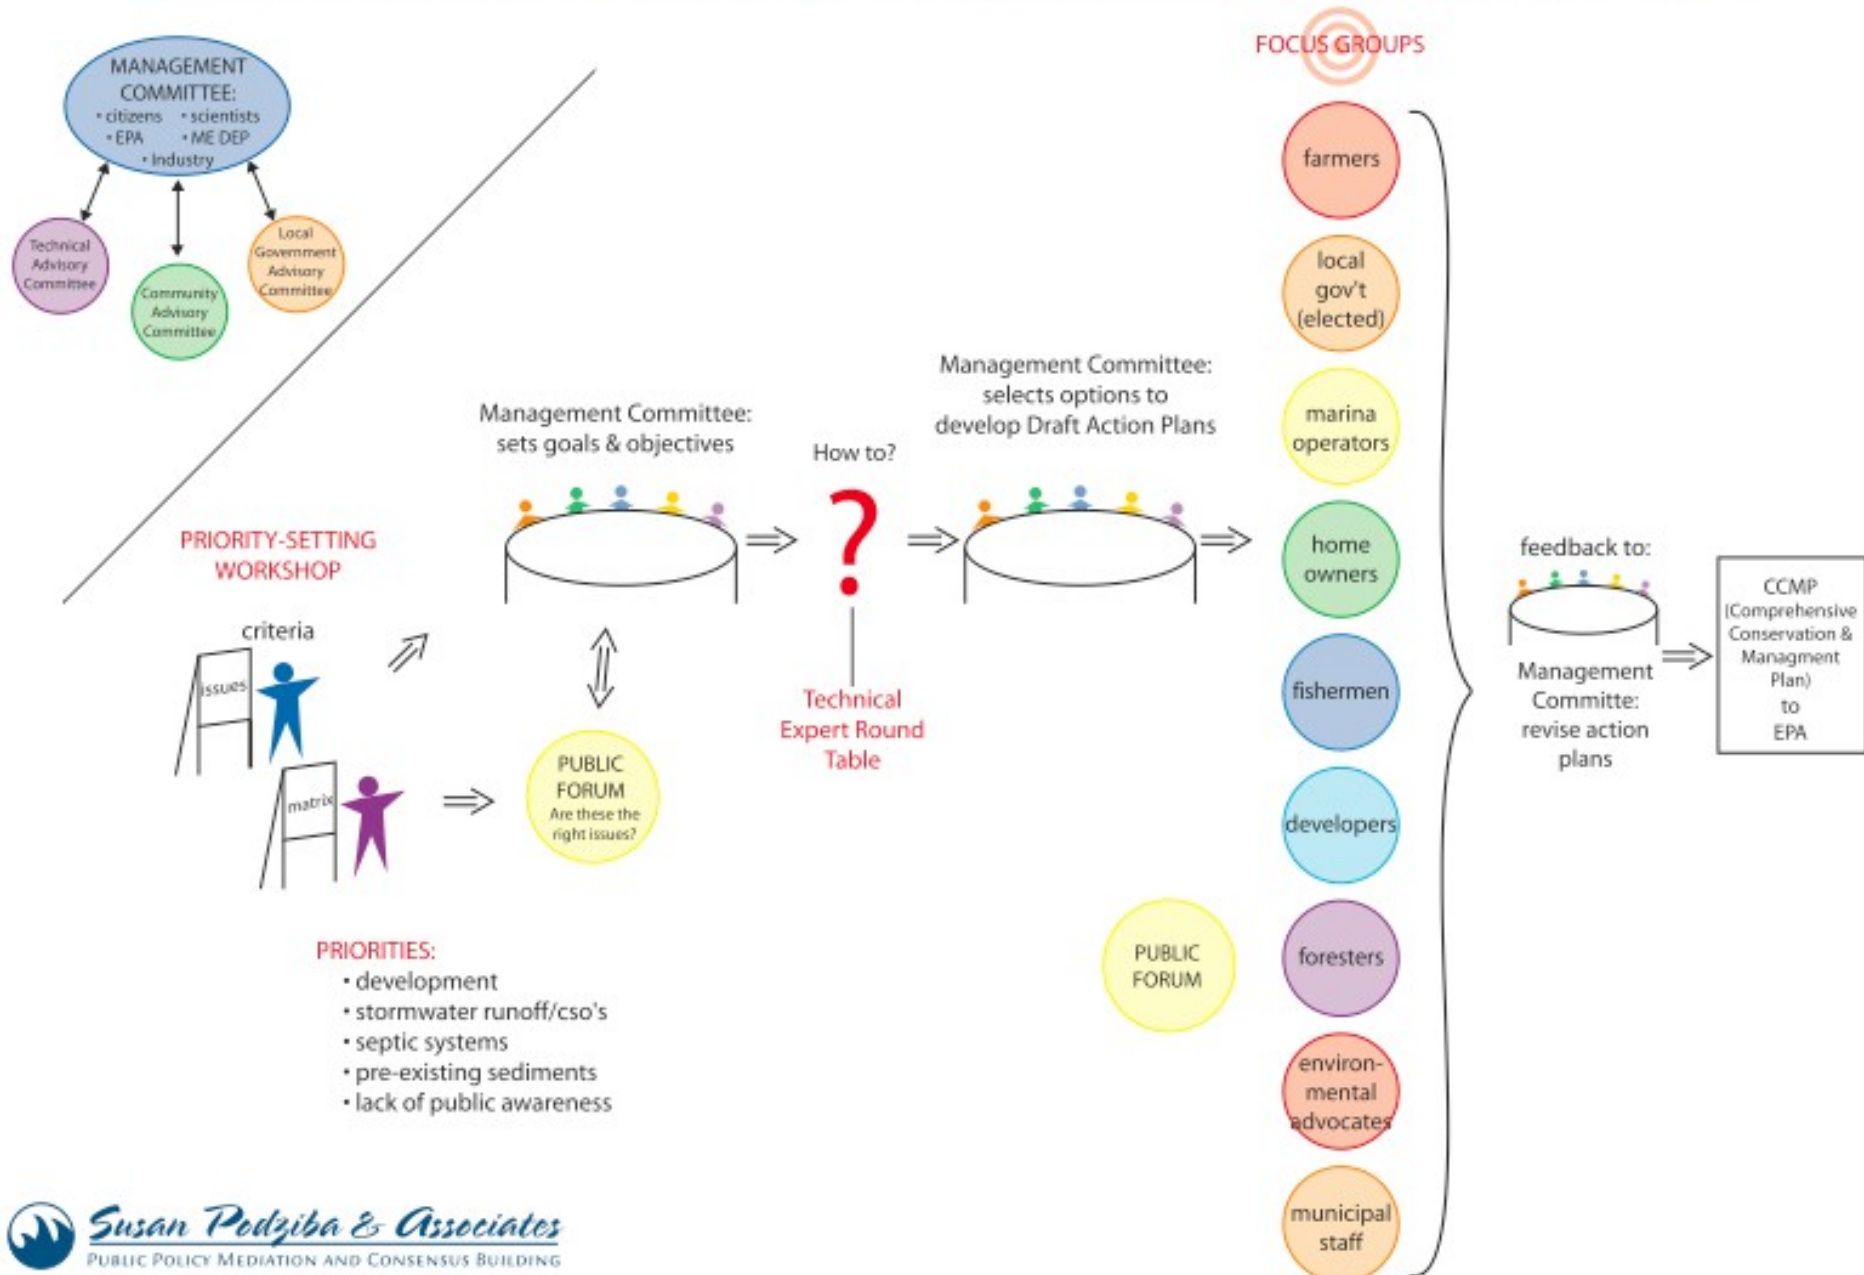 MANAGEMENT
COMMITTEE:
• citizens • scientists
• EPA • ME DEP
• Industry
Technical
Advisory
Committee
Community
Advisory
Committee
Local
Government
Advisory
Committee
PRIORITY-SETTING
WORKSHOP
criteria
issues
matrix
PRIORITIES:
• development
• stormwater runoff/cso's
• septic systems
• pre-existing sediments
• lack of public awareness
Management Committee:
sets goals & objectives
PUBLIC
FORUM
Are these the
right issues?
How to?
?
Technical
Expert Round
Table
Management Committee:
selects options to
develop Draft Action Plans
PUBLIC
FORUM
FOCUS GROUPS
farmers
local
gov't
(elected)
marina
operators
home
owners
fishermen
developers
foresters
environ-
mental
advocates
municipal
staff
feedback to:
Management
Committe:
revise action
plans
CCMP
(Comprehensive
Conservation &
Managment
Plan)
to
EPA
Susan Podziba & Associates
PUBLIC POLICY MEDIATION AND CONSENSUS BUILDING